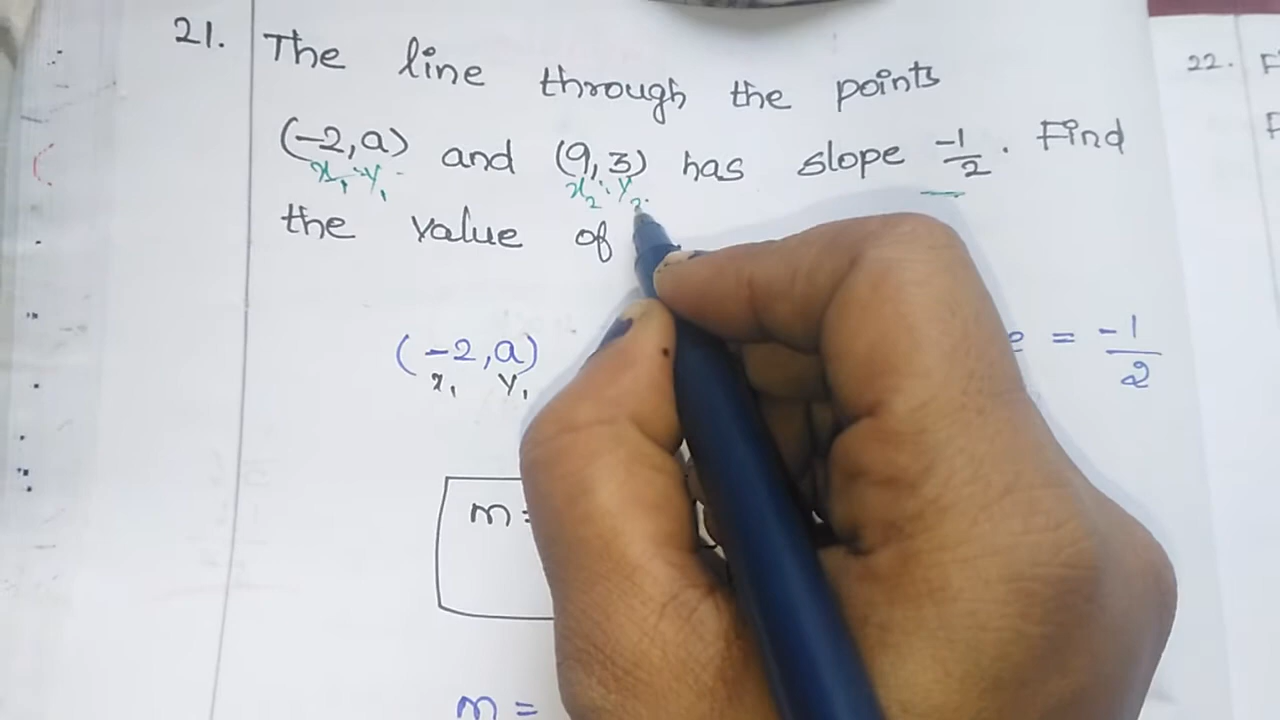 21. The line through the points
(-2, a) and (9, 3) has slope -1/2. Find
x₁ y₁ x₂ y₂
the value of
(-2, a) e = -1/2
x₁ y₁
m =
m =
22. F
F